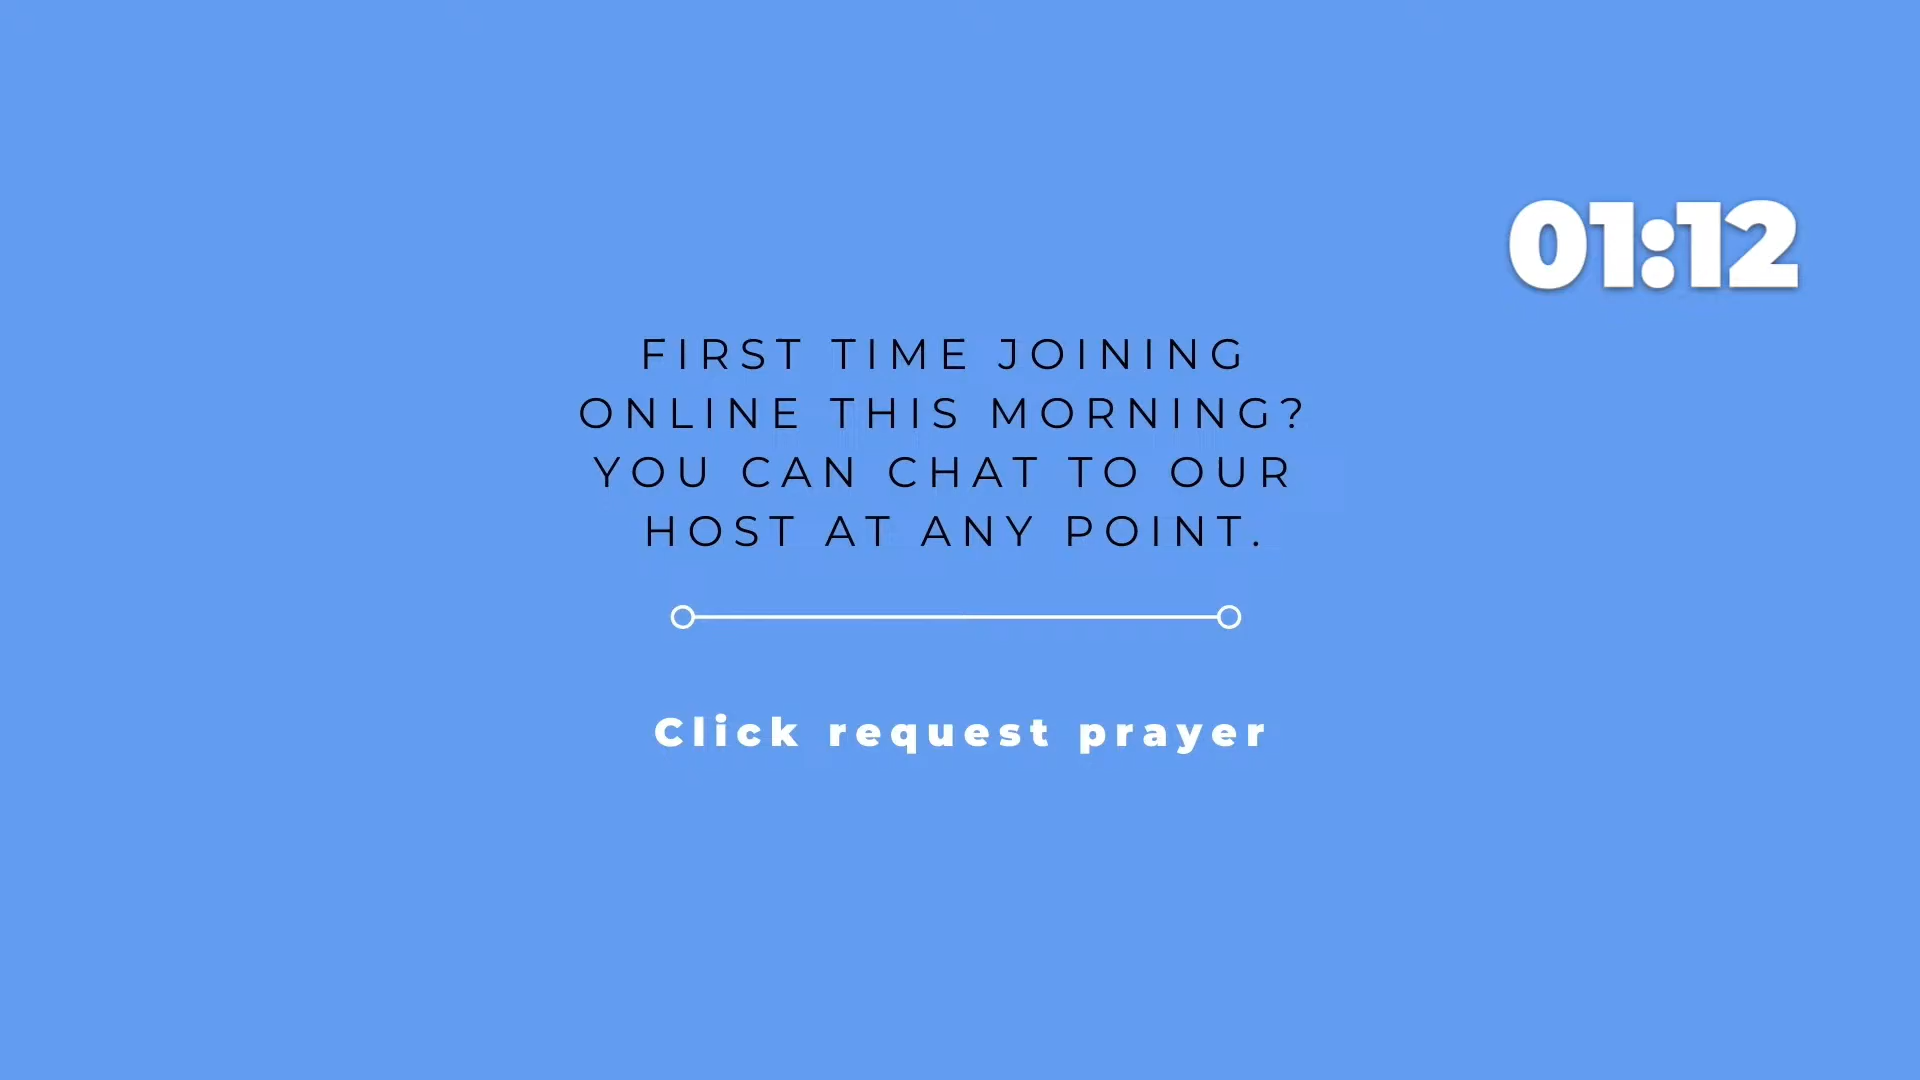 01:12
FIRST TIME JOINING
ONLINE THIS MORNING?
YOU CAN CHAT TO OUR
HOST AT ANY POINT.
Click request prayer